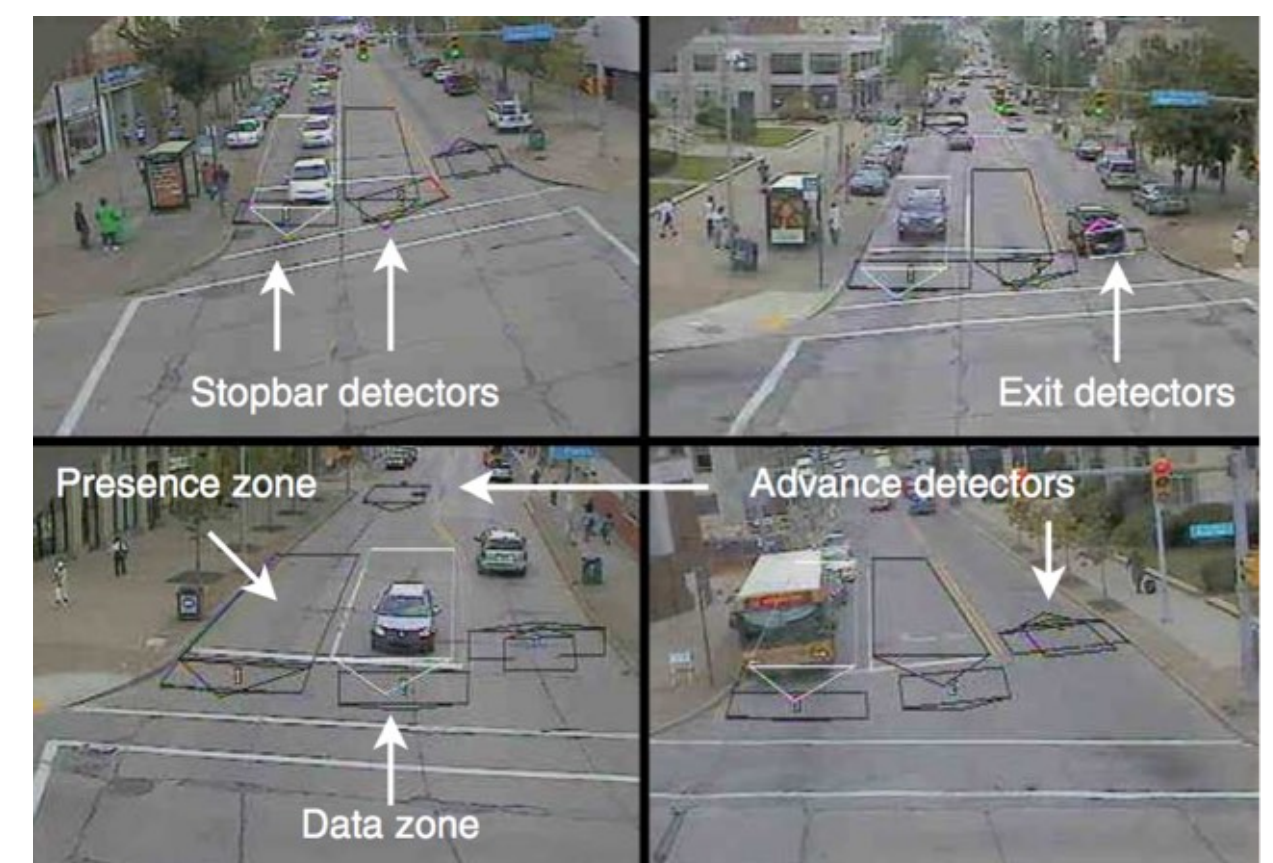 Stopbar detectors
Exit detectors
Presence zone
Advance detectors
Data zone